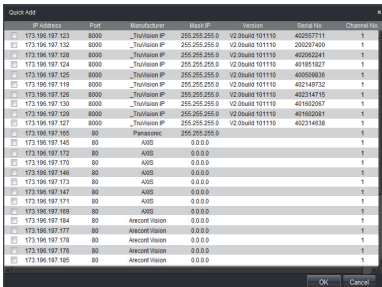 Quick Add
IP Address Port Manufacturer Mask IP Version Serial No. Channel No
173.196.197.123 8000 _TruVision IP 255.255.255.0 V2.0build 101110 402557711 1
173.196.197.132 8000 _TruVision IP 255.255.255.0 V2.0build 101110 200297400 1
173.196.197.128 8000 _TruVision IP 255.255.255.0 V2.0build 101110 402062241 1
173.196.197.124 8000 _TruVision IP 255.255.255.0 V2.0build 101110 401851827 1
173.196.197.125 8000 _TruVision IP 255.255.255.0 V2.0build 101110 400509836 1
173.196.197.119 8000 _TruVision IP 255.255.255.0 V2.0build 101110 402149732 1
173.196.197.126 8000 _TruVision IP 255.255.255.0 V2.0build 101110 402314715 1
173.196.197.130 8000 _TruVision IP 255.255.255.0 V2.0build 101110 401602067 1
173.196.197.129 8000 _TruVision IP 255.255.255.0 V2.0build 101110 401602081 1
173.196.197.127 8000 _TruVision IP 255.255.255.0 V2.0build 101110 402314638 1
173.196.197.165 80 Panasonic 255.255.255.0 1
173.196.197.145 80 AXIS 0.0.0.0 1
173.196.197.172 80 AXIS 0.0.0.0 1
173.196.197.170 80 AXIS 0.0.0.0 1
173.196.197.146 80 AXIS 0.0.0.0 1
173.196.197.173 80 AXIS 0.0.0.0 1
173.196.197.147 80 AXIS 0.0.0.0 1
173.196.197.171 80 AXIS 0.0.0.0 1
173.196.197.169 80 AXIS 0.0.0.0 1
173.196.197.184 80 Arecont Vision 0.0.0.0 1
173.196.197.177 80 Arecont Vision 0.0.0.0 1
173.196.197.178 80 Arecont Vision 0.0.0.0 1
173.196.197.176 80 Arecont Vision 0.0.0.0 1
173.196.197.185 80 Arecont Vision 0.0.0.0 1
OK Cancel